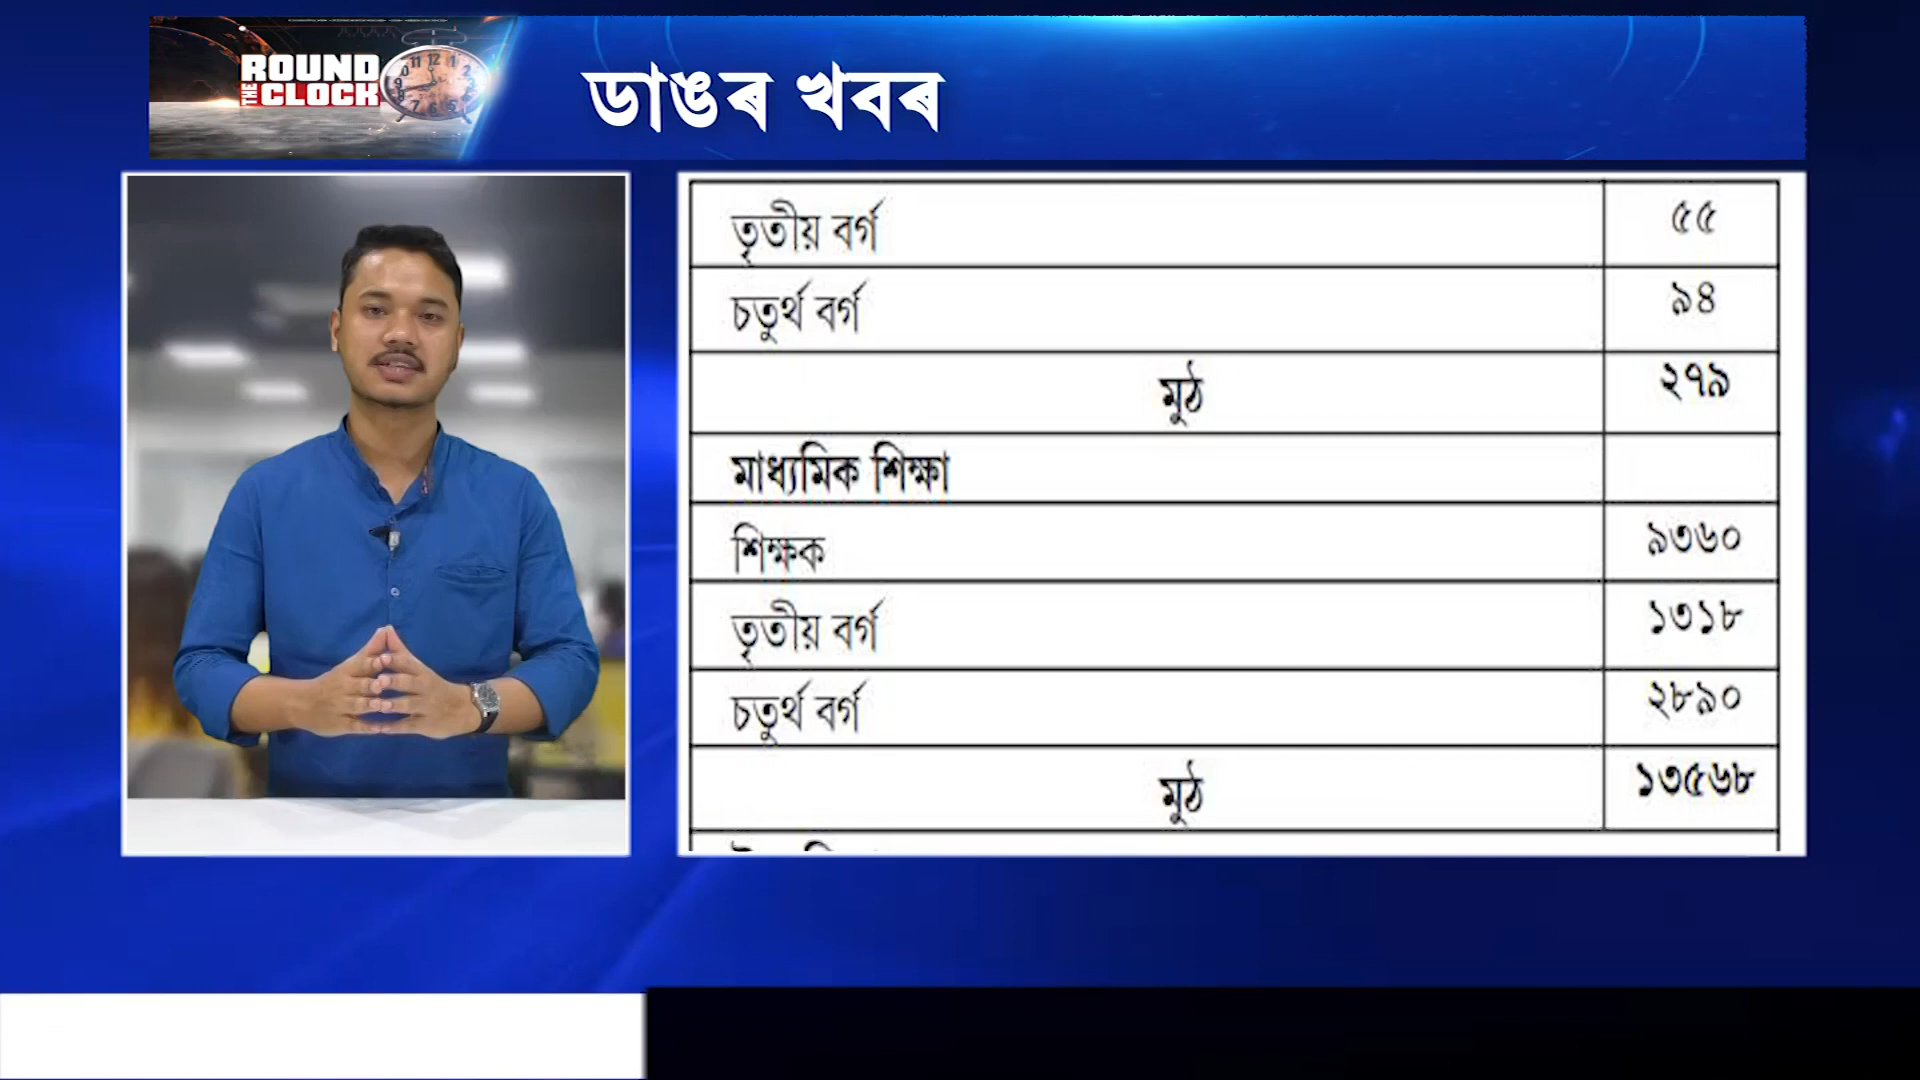 ROUND
THE CLOCK
ডাঙৰ খবৰ
তৃতীয় বৰ্গ ৫৫
চতুৰ্থ বৰ্গ ৯৪
মুঠ ২৭৯
মাধ্যমিক শিক্ষা
শিক্ষক ৯৩৬০
তৃতীয় বৰ্গ ১৩১৮
চতুৰ্থ বৰ্গ ২৮৯০
মুঠ ১৩৫৬৮